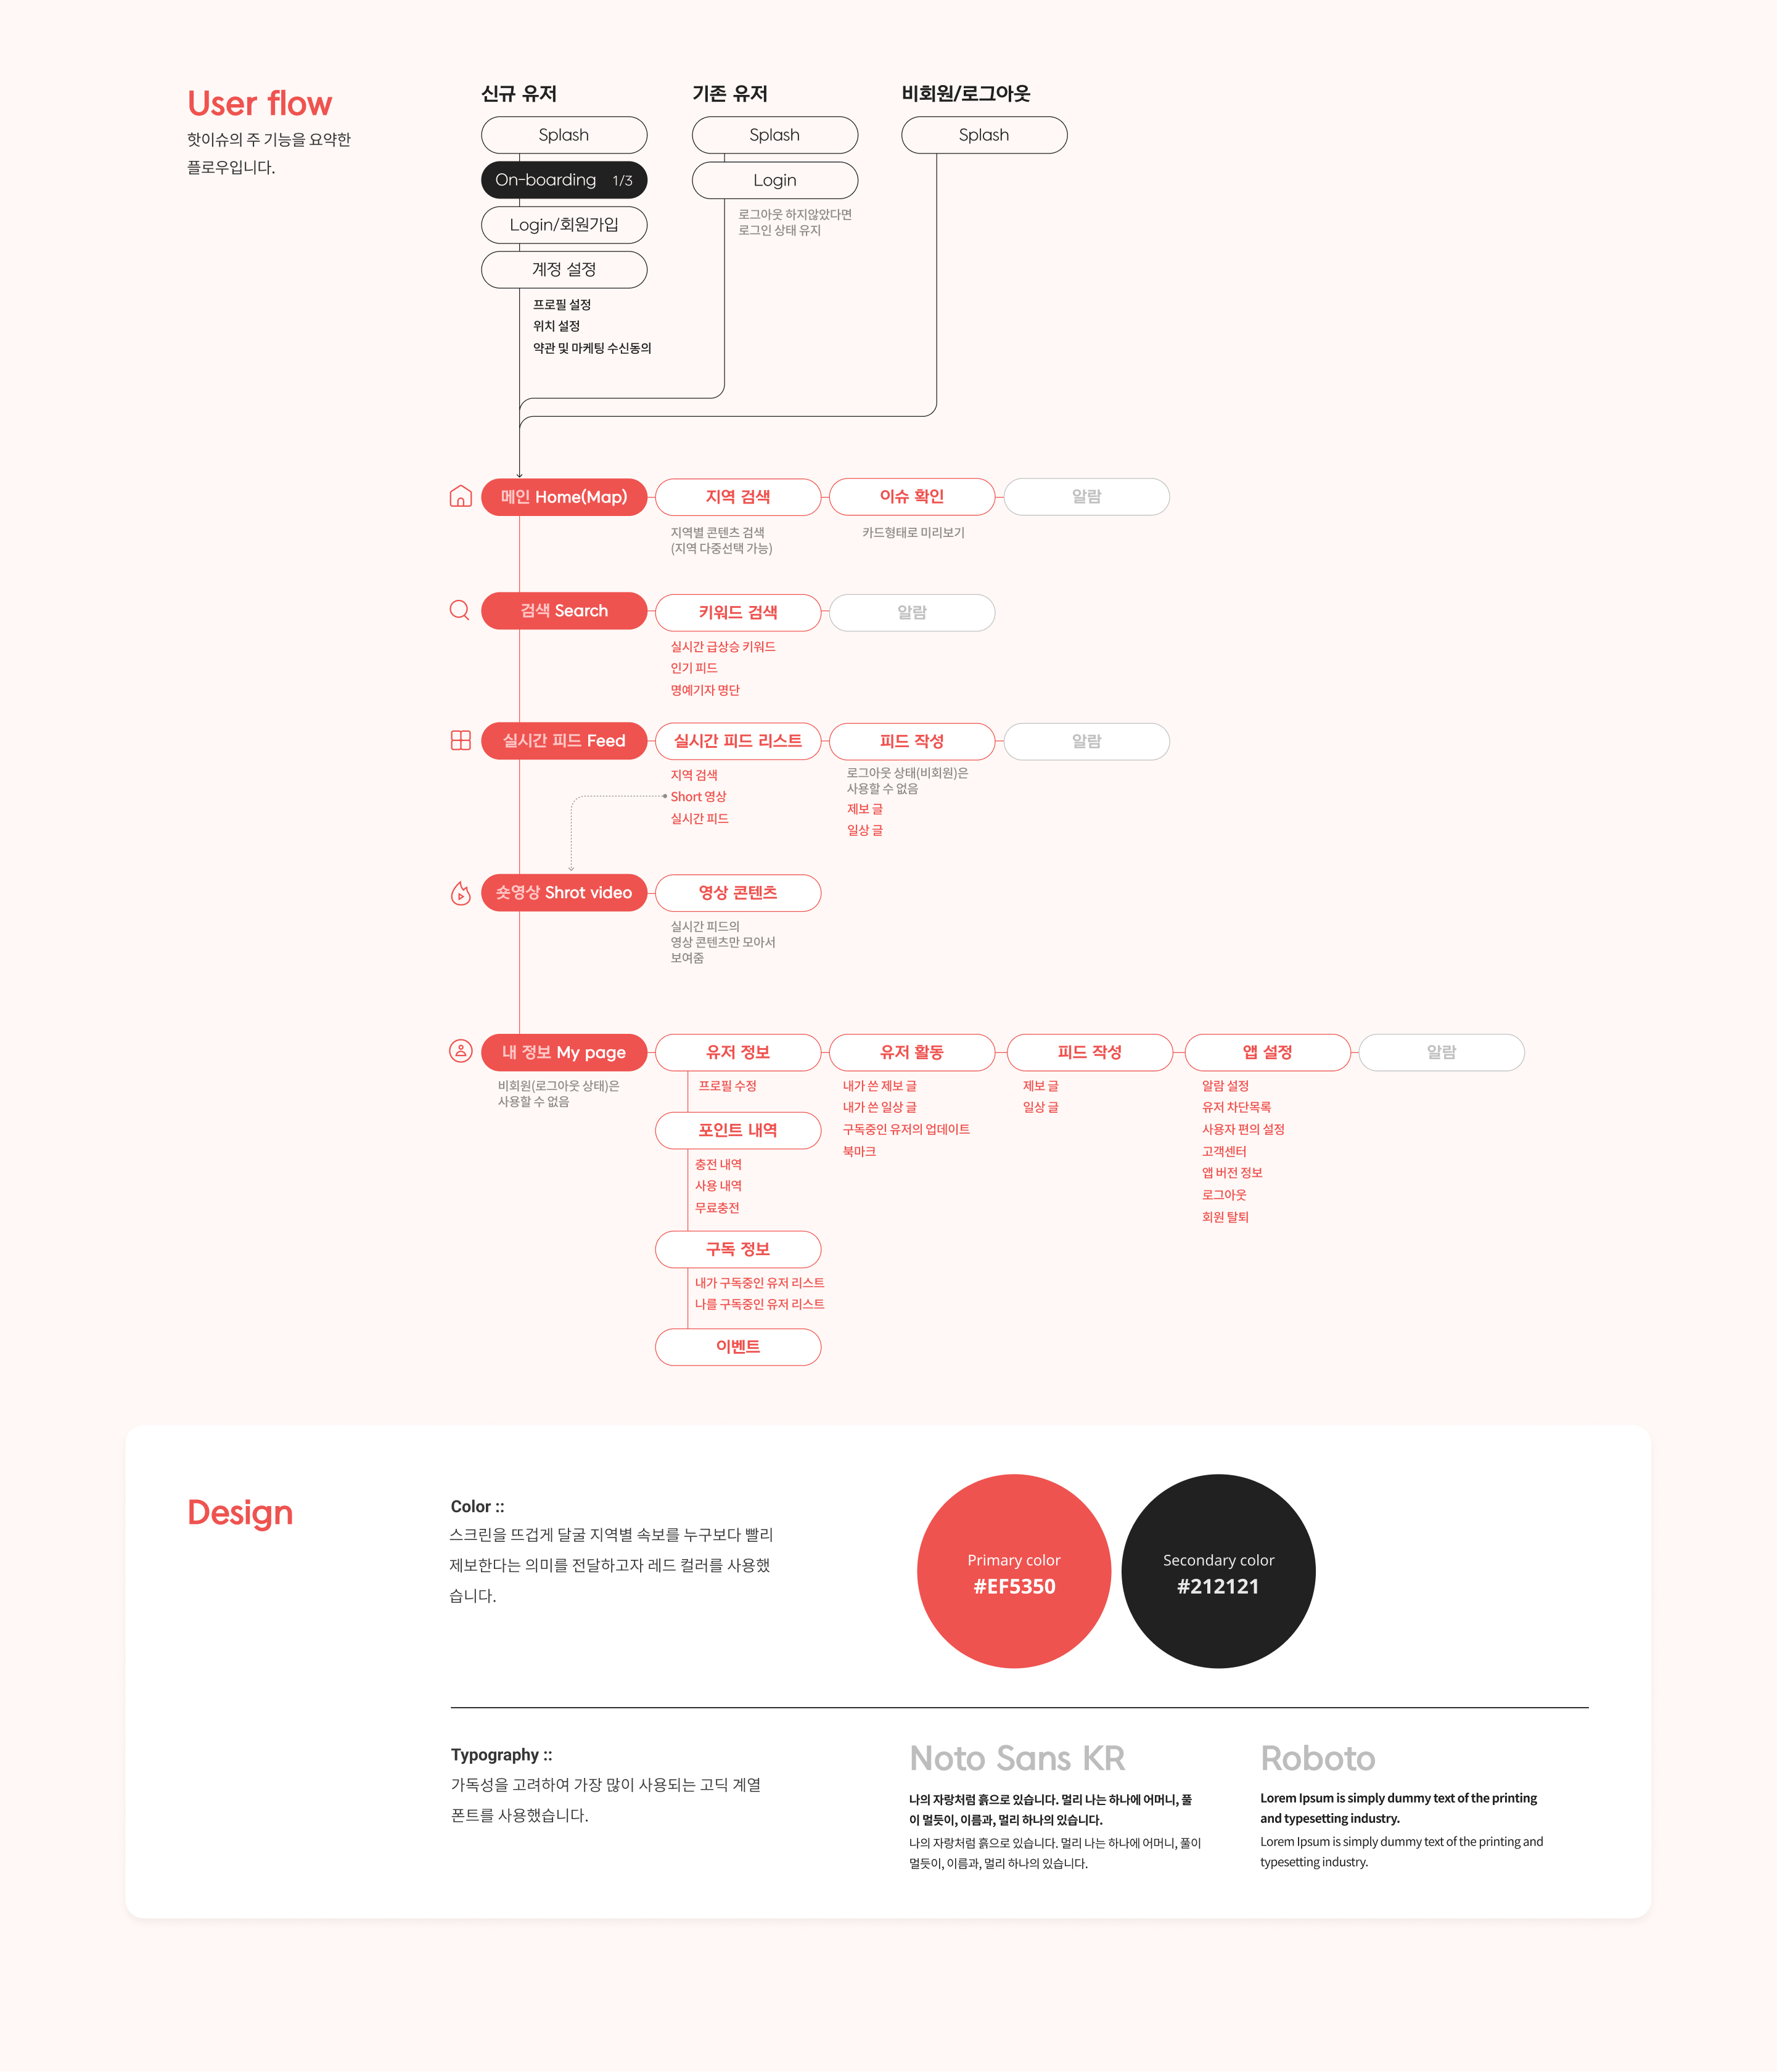 User flow
핫이슈의 주 기능을 요약한
플로우입니다.
신규 유저
Splash
On-boarding 1/3
Login/회원가입
계정 설정
프로필 설정
위치 설정
약관 및 마케팅 수신동의
기존 유저
Splash
Login
로그아웃 하지않았다면
로그인 상태 유지
비회원/로그아웃
Splash
메인 Home(Map)
지역 검색
지역별 콘텐츠 검색
(지역 다중선택 가능)
이슈 확인
카드형태로 미리보기
알람
검색 Search
키워드 검색
실시간 급상승 키워드
인기 피드
명예기자 명단
알람
실시간 피드 Feed
실시간 피드 리스트
지역 검색
Short 영상
실시간 피드
피드 작성
로그아웃 상태(비회원)은
사용할 수 없음
제보 글
일상 글
알람
숏영상 Shrot video
영상 콘텐츠
실시간 피드의
영상 콘텐츠만 모아서
보여줌
내 정보 My page
비회원(로그아웃 상태)은
사용할 수 없음
유저 정보
프로필 수정
포인트 내역
충전 내역
사용 내역
무료충전
구독 정보
내가 구독중인 유저 리스트
나를 구독중인 유저 리스트
이벤트
유저 활동
내가 쓴 제보 글
내가 쓴 일상 글
구독중인 유저의 업데이트
북마크
피드 작성
제보 글
일상 글
앱 설정
알람 설정
유저 차단목록
사용자 편의 설정
고객센터
앱 버전 정보
로그아웃
회원 탈퇴
알람
Design
Color ::
스크린을 뜨겁게 달굴 지역별 속보를 누구보다 빨리
제보한다는 의미를 전달하고자 레드 컬러를 사용했
습니다.
Primary color
#EF5350
Secondary color
#212121
Typography ::
가독성을 고려하여 가장 많이 사용되는 고딕 계열
폰트를 사용했습니다.
Noto Sans KR
나의 자랑처럼 흙으로 있습니다. 멀리 나는 하나에 어머니, 풀
이 멀듯이, 이름과, 멀리 하나의 있습니다.
나의 자랑처럼 흙으로 있습니다. 멀리 나는 하나에 어머니, 풀이
멀듯이, 이름과, 멀리 하나의 있습니다.
Roboto
Lorem Ipsum is simply dummy text of the printing
and typesetting industry.
Lorem Ipsum is simply dummy text of the printing and
typesetting industry.